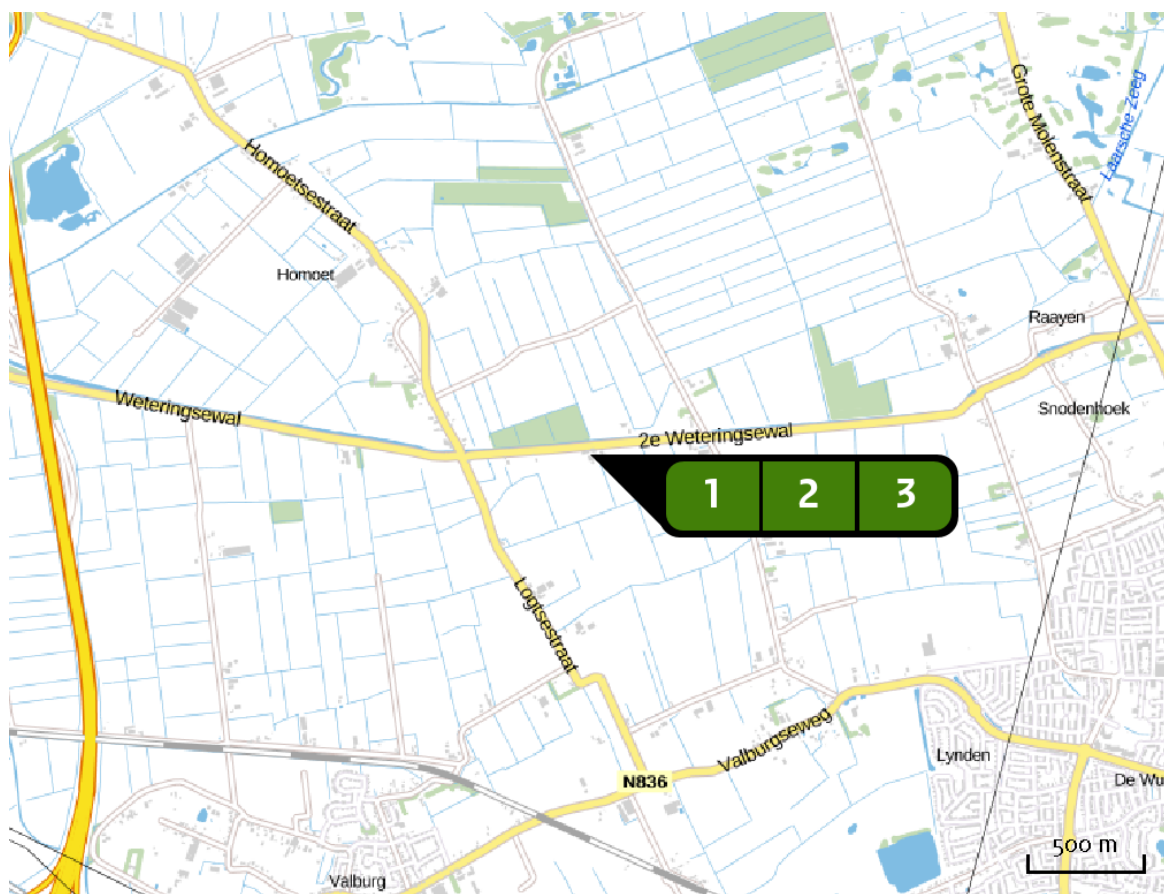 Grote Molenstraat
Laarsche Zeeg
Homoetsestraat
Homoet
Raayen
Weteringsewal
Snodenhoek
2e Weteringsewal
1 2 3
Logtsestraat
Valburgseweg
Lynden
N836
De Wu
500 m
Valburg